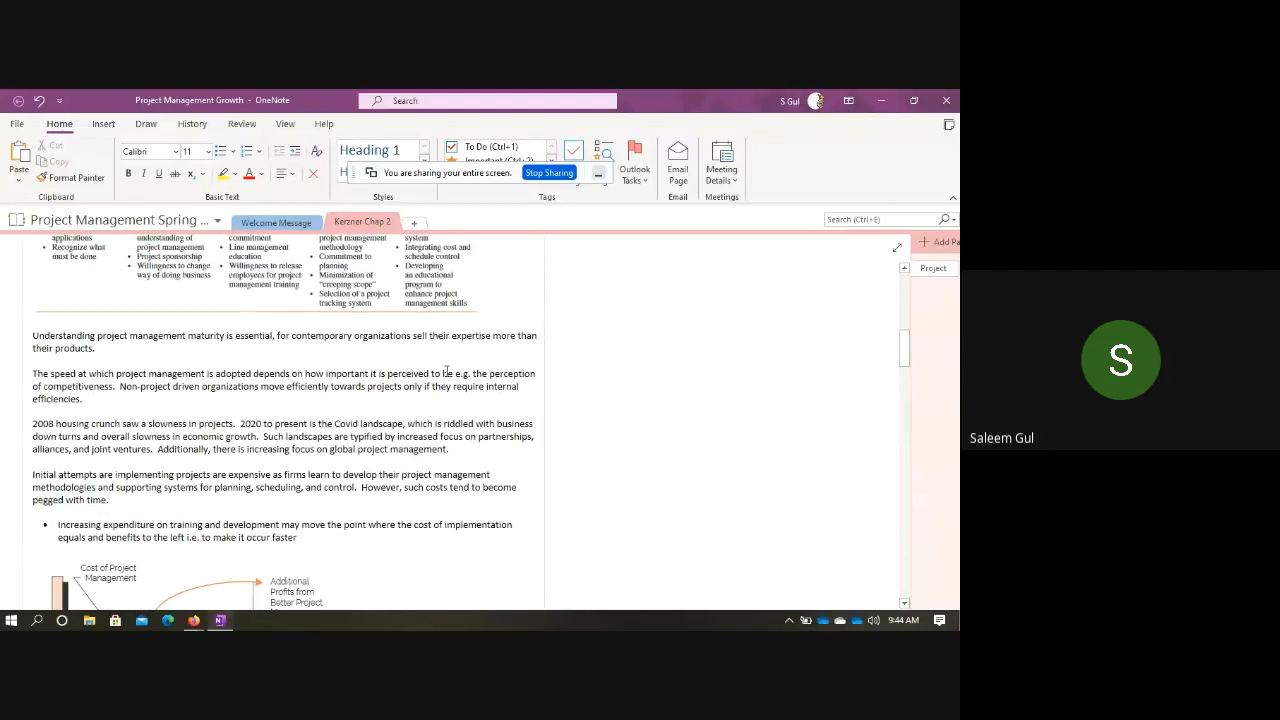 Project Management Growth - OneNote
Search
S Gul
File Home Insert Draw History Review View Help
Paste
Cut
Copy
Format Painter
Clipboard
Calibri 11
B I U ab x
Basic Text
Heading 1
H
Styles
To Do (Ctrl+1)
Important (Ctrl+2)
Tags
You are sharing your entire screen. Stop Sharing
Outlook Tasks
Email Page
Email
Meeting Details
Meetings
Project Management Spring ... Welcome Message Kerzner Chap 2 +
Search (Ctrl+E)
Add Pa
Project
applications
• Recognize what
must be done
understanding of
project management
• Project sponsorship
• Willingness to change
way of doing business
commitment
• Line management
education
• Willingness to release
employees for project
management training
project management
methodology
• Commitment to
planning
• Minimization of
“creeping scope”
• Selection of a project
tracking system
system
• Integrating cost and
schedule control
• Developing
an educational
program to
enhance project
management skills
Understanding project management maturity is essential, for contemporary organizations sell their expertise more than
their products.
The speed at which project management is adopted depends on how important it is perceived to be e.g. the perception
of competitiveness. Non-project driven organizations move efficiently towards projects only if they require internal
efficiencies.
2008 housing crunch saw a slowness in projects. 2020 to present is the Covid landscape, which is riddled with business
down turns and overall slowness in economic growth. Such landscapes are typified by increased focus on partnerships,
alliances, and joint ventures. Additionally, there is increasing focus on global project management.
Initial attempts are implementing projects are expensive as firms learn to develop their project management
methodologies and supporting systems for planning, scheduling, and control. However, such costs tend to become
pegged with time.
• Increasing expenditure on training and development may move the point where the cost of implementation
equals and benefits to the left i.e. to make it occur faster
Cost of Project
Management
Additional
Profits from
Better Project
9:44 AM
S
Saleem Gul